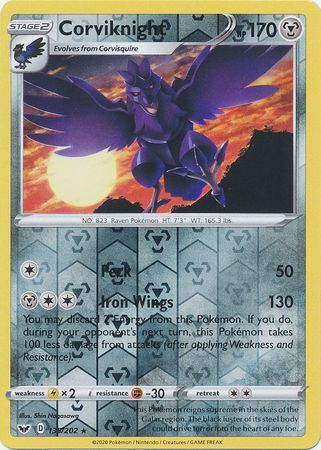 STAGE 2
Corviknight
HP 170
Evolves from Corvisquire
NO. 823 Raven Pokémon HT: 7'3" WT: 165.3 lbs.
Peck 50
Iron Wings 130
You may discard 2 Energy from this Pokémon. If you do,
during your opponent's next turn, this Pokémon takes
100 less damage from attacks (after applying Weakness and
Resistance).
weakness ×2 resistance -30 retreat
Illus. Shin Nagasawa
This Pokémon reigns supreme in the skies of the
Galar region. The black luster of its steel body
could drive terror into the heart of any foe.
D /202 ★
©2020 Pokémon / Nintendo / Creatures / GAME FREAK